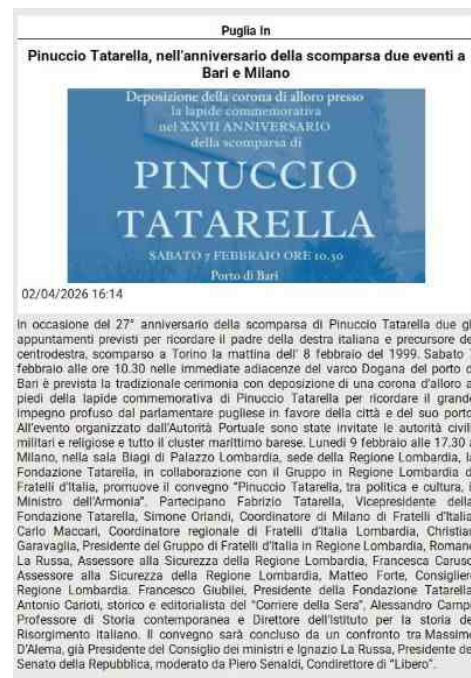 Puglia In
Pinuccio Tatarella, nell'anniversario della scomparsa due eventi a
Bari e Milano
Deposizione della corona di alloro presso
la lapide commemorativa
nel XXVII ANNIVERSARIO
della scomparsa di
PINUCCIO
TATARELLA
SABATO 7 FEBBRAIO ORE 10.30
Porto di Bari
02/04/2026 16:14
In occasione del 27° anniversario della scomparsa di Pinuccio Tatarella due gl
appuntamenti previsti per ricordare il padre della destra italiana e precursore de
centrodestra, scomparso a Torino la mattina dell' 8 febbraio del 1999. Sabato
febbraio alle ore 10.30 nelle immediate adiacenze del varco Dogana del porto d
Bari è prevista la tradizionale cerimonia con deposizione di una corona d'alloro a
piedi della lapide commemorativa di Pinuccio Tatarella per ricordare il grande
impegno profuso dal parlamentare pugliese in favore della città e del suo porto
All'evento organizzato dall'Autorità Portuale sono state invitate le autorità civil
militari e religiose e tutto il cluster marittimo barese. Lunedì 9 febbraio alle 17.30
Milano, nella sala Biagi di Palazzo Lombardia, sede della Regione Lombardia, la
Fondazione Tatarella, in collaborazione con il Gruppo in Regione Lombardia d
Fratelli d'Italia, promuove il convegno "Pinuccio Tatarella, tra politica e cultura, i
Ministro dell'Armonia". Partecipano Fabrizio Tatarella, Vicepresidente della
Fondazione Tatarella, Simone Orlandi, Coordinatore di Milano di Fratelli d'Italia
Carlo Maccari, Coordinatore regionale di Fratelli d'Italia Lombardia, Christian
Garavaglia, Presidente del Gruppo di Fratelli d'Italia in Regione Lombardia, Romano
La Russa, Assessore alla Sicurezza della Regione Lombardia, Francesca Caruso
Assessore alla Sicurezza della Regione Lombardia, Matteo Forte, Consigliere
Regione Lombardia. Francesco Giubilei, Presidente della Fondazione Tatarella
Antonio Carioti, storico e editorialista del "Corriere della Sera", Alessandro Camp
Professore di Storia contemporanea e Direttore dell'Istituto per la storia de
Risorgimento italiano. Il convegno sarà concluso da un confronto tra Massimo
D'Alema, già Presidente del Consiglio dei ministri e Ignazio La Russa, Presidente de
Senato della Repubblica, moderato da Piero Senaldi, Condirettore di "Libero".